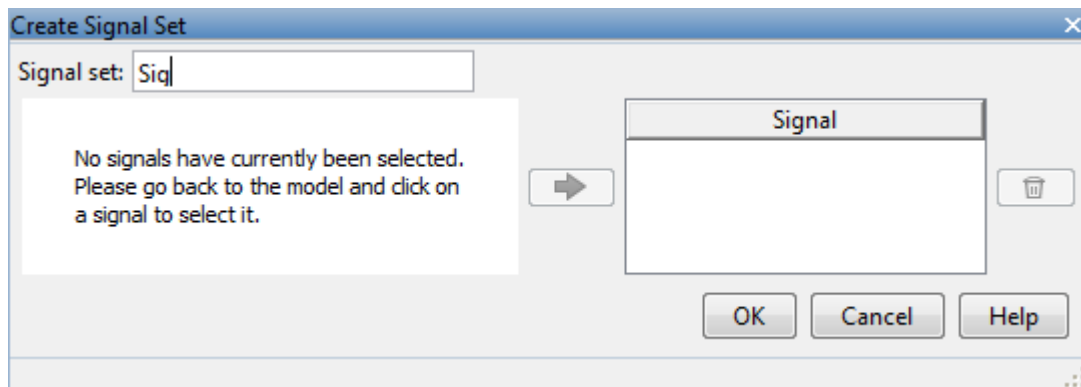 Create Signal Set
Signal set: Sig
No signals have currently been selected.
Please go back to the model and click on
a signal to select it.
Signal
OK Cancel Help